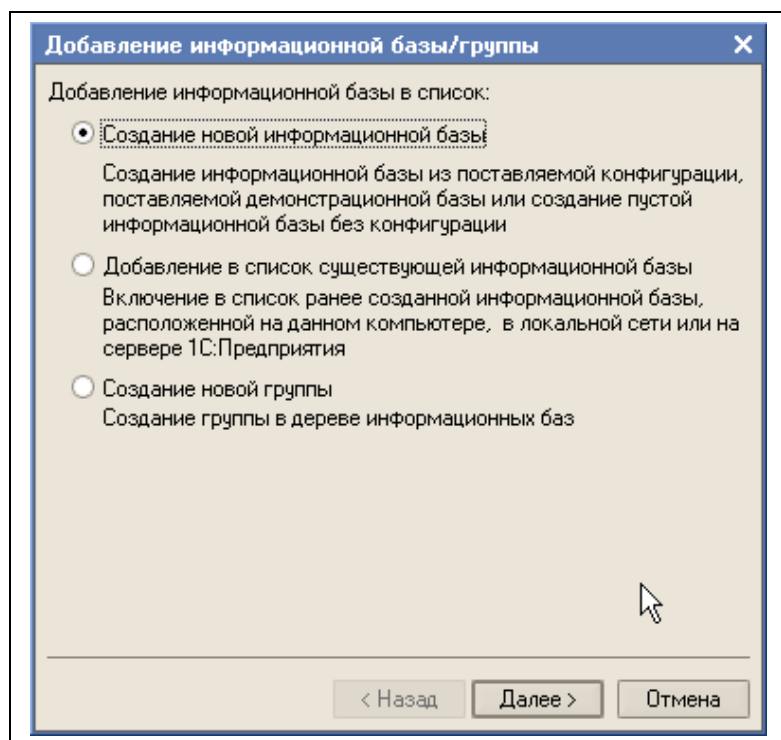 Добавление информационной базы/группы
Добавление информационной базы в список:
Создание новой информационной базы
Создание информационной базы из поставляемой конфигурации,
поставляемой демонстрационной базы или создание пустой
информационной базы без конфигурации
Добавление в список существующей информационной базы
Включение в список ранее созданной информационной базы,
расположенной на данном компьютере, в локальной сети или на
сервере 1С:Предприятия
Создание новой группы
Создание группы в дереве информационных баз
< Назад Далее > Отмена